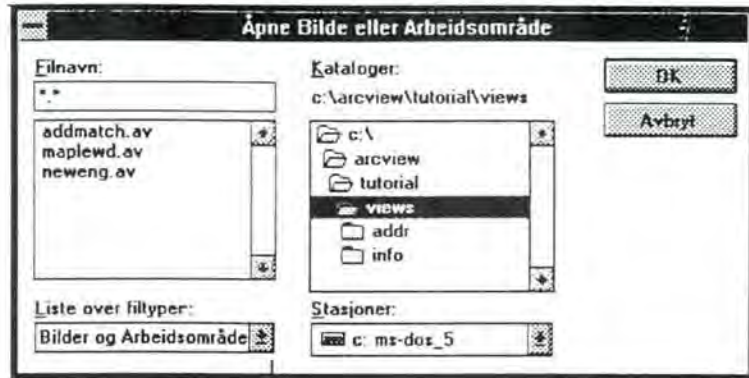 Åpne Bilde eller Arbeidsområde
Filnavn:
*.*
addmatch.av
maplewd.av
neweng.av
Liste over filtyper:
Bilder og Arbeidsområde
Kataloger:
c:\arcview\tutorial\views
c:\
arcview
tutorial
views
addr
info
Stasjoner:
c: ms-dos_5
OK
Avbryt